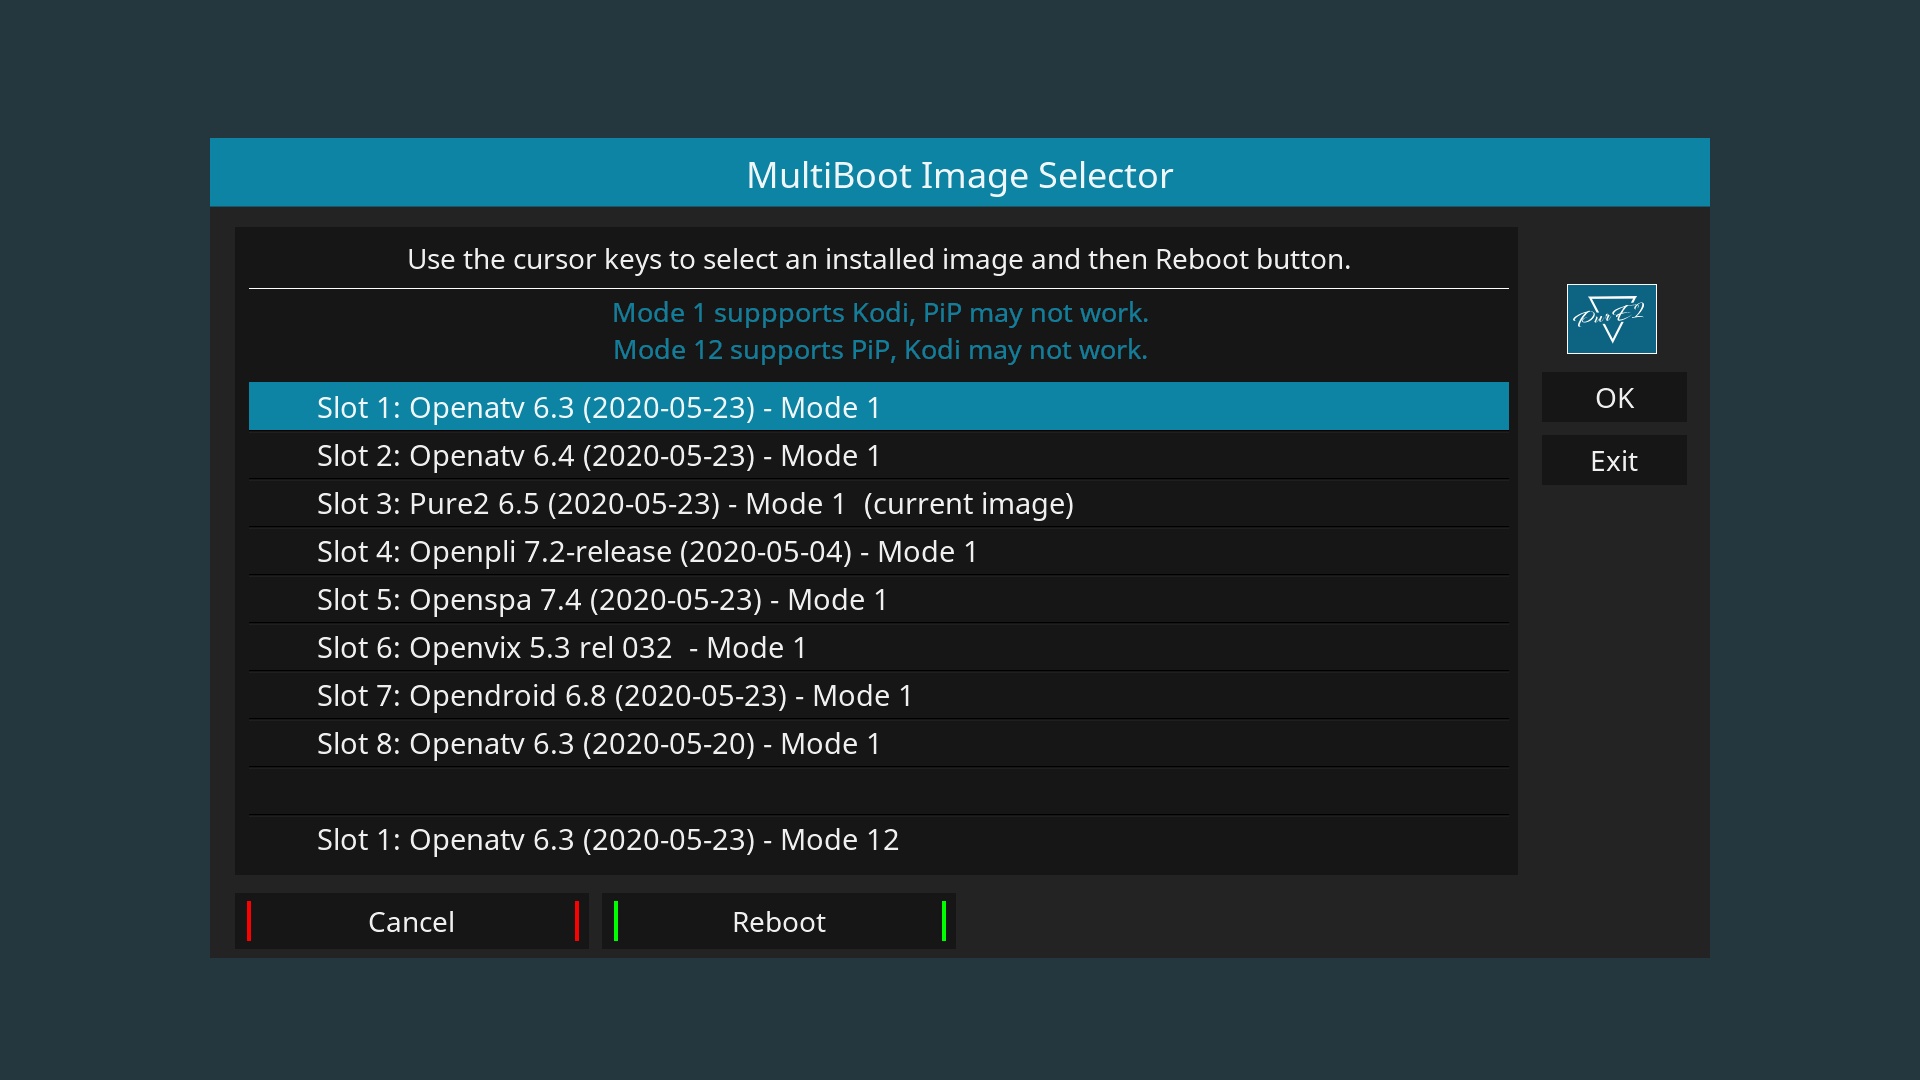 MultiBoot Image Selector
Use the cursor keys to select an installed image and then Reboot button.
Mode 1 suppports Kodi, PiP may not work.
Mode 12 supports PiP, Kodi may not work.
PurE2
Slot 1: Openatv 6.3 (2020-05-23) - Mode 1
OK
Slot 2: Openatv 6.4 (2020-05-23) - Mode 1
Exit
Slot 3: Pure2 6.5 (2020-05-23) - Mode 1  (current image)
Slot 4: Openpli 7.2-release (2020-05-04) - Mode 1
Slot 5: Openspa 7.4 (2020-05-23) - Mode 1
Slot 6: Openvix 5.3 rel 032  - Mode 1
Slot 7: Opendroid 6.8 (2020-05-23) - Mode 1
Slot 8: Openatv 6.3 (2020-05-20) - Mode 1
Slot 1: Openatv 6.3 (2020-05-23) - Mode 12
Cancel
Reboot